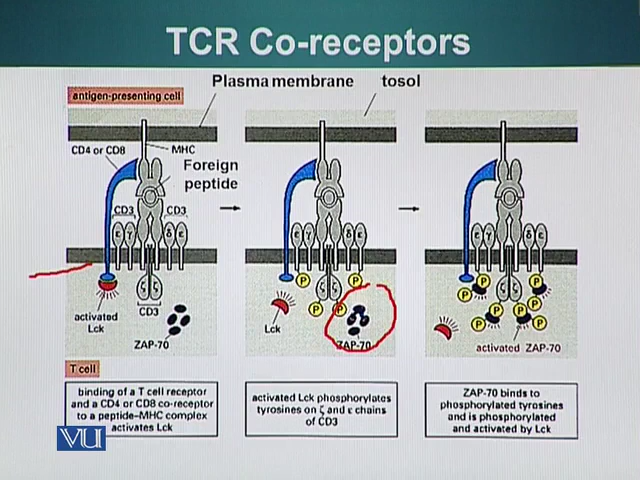 TCR Co-receptors
Plasma membrane
tosol
antigen-presenting cell
CD4 or CD8
MHC
Foreign
peptide
CD3
CD3
ε
γ
δ
ε
ζ
ζ
CD3
activated
Lck
ZAP-70
T cell
ε
γ
δ
ε
ζ
ζ
P
P
P
P
Lck
ZAP-70
ε
γ
δ
ε
ζ
ζ
P
P
P
P
P
P
P
P
activated ZAP-70
binding of a T cell receptor
and a CD4 or CD8 co-receptor
to a peptide–MHC complex
activates Lck
activated Lck phosphorylates
tyrosines on ζ and ε chains
of CD3
ZAP-70 binds to
phosphorylated tyrosines
and is phosphorylated
and activated by Lck
VU